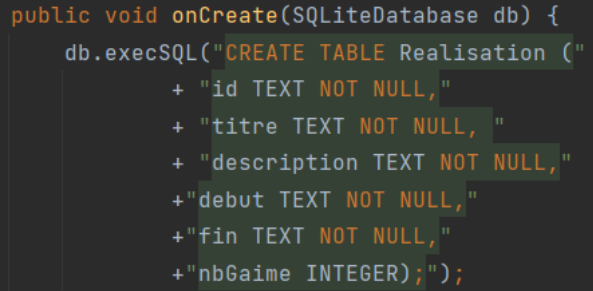 public void onCreate(SQLiteDatabase db) {
db.execSQL("CREATE TABLE Realisation ("
+ "id TEXT NOT NULL,"
+ "titre TEXT NOT NULL, "
+ "description TEXT NOT NULL,"
+"debut TEXT NOT NULL,"
+"fin TEXT NOT NULL,"
+"nbGaime INTEGER);");